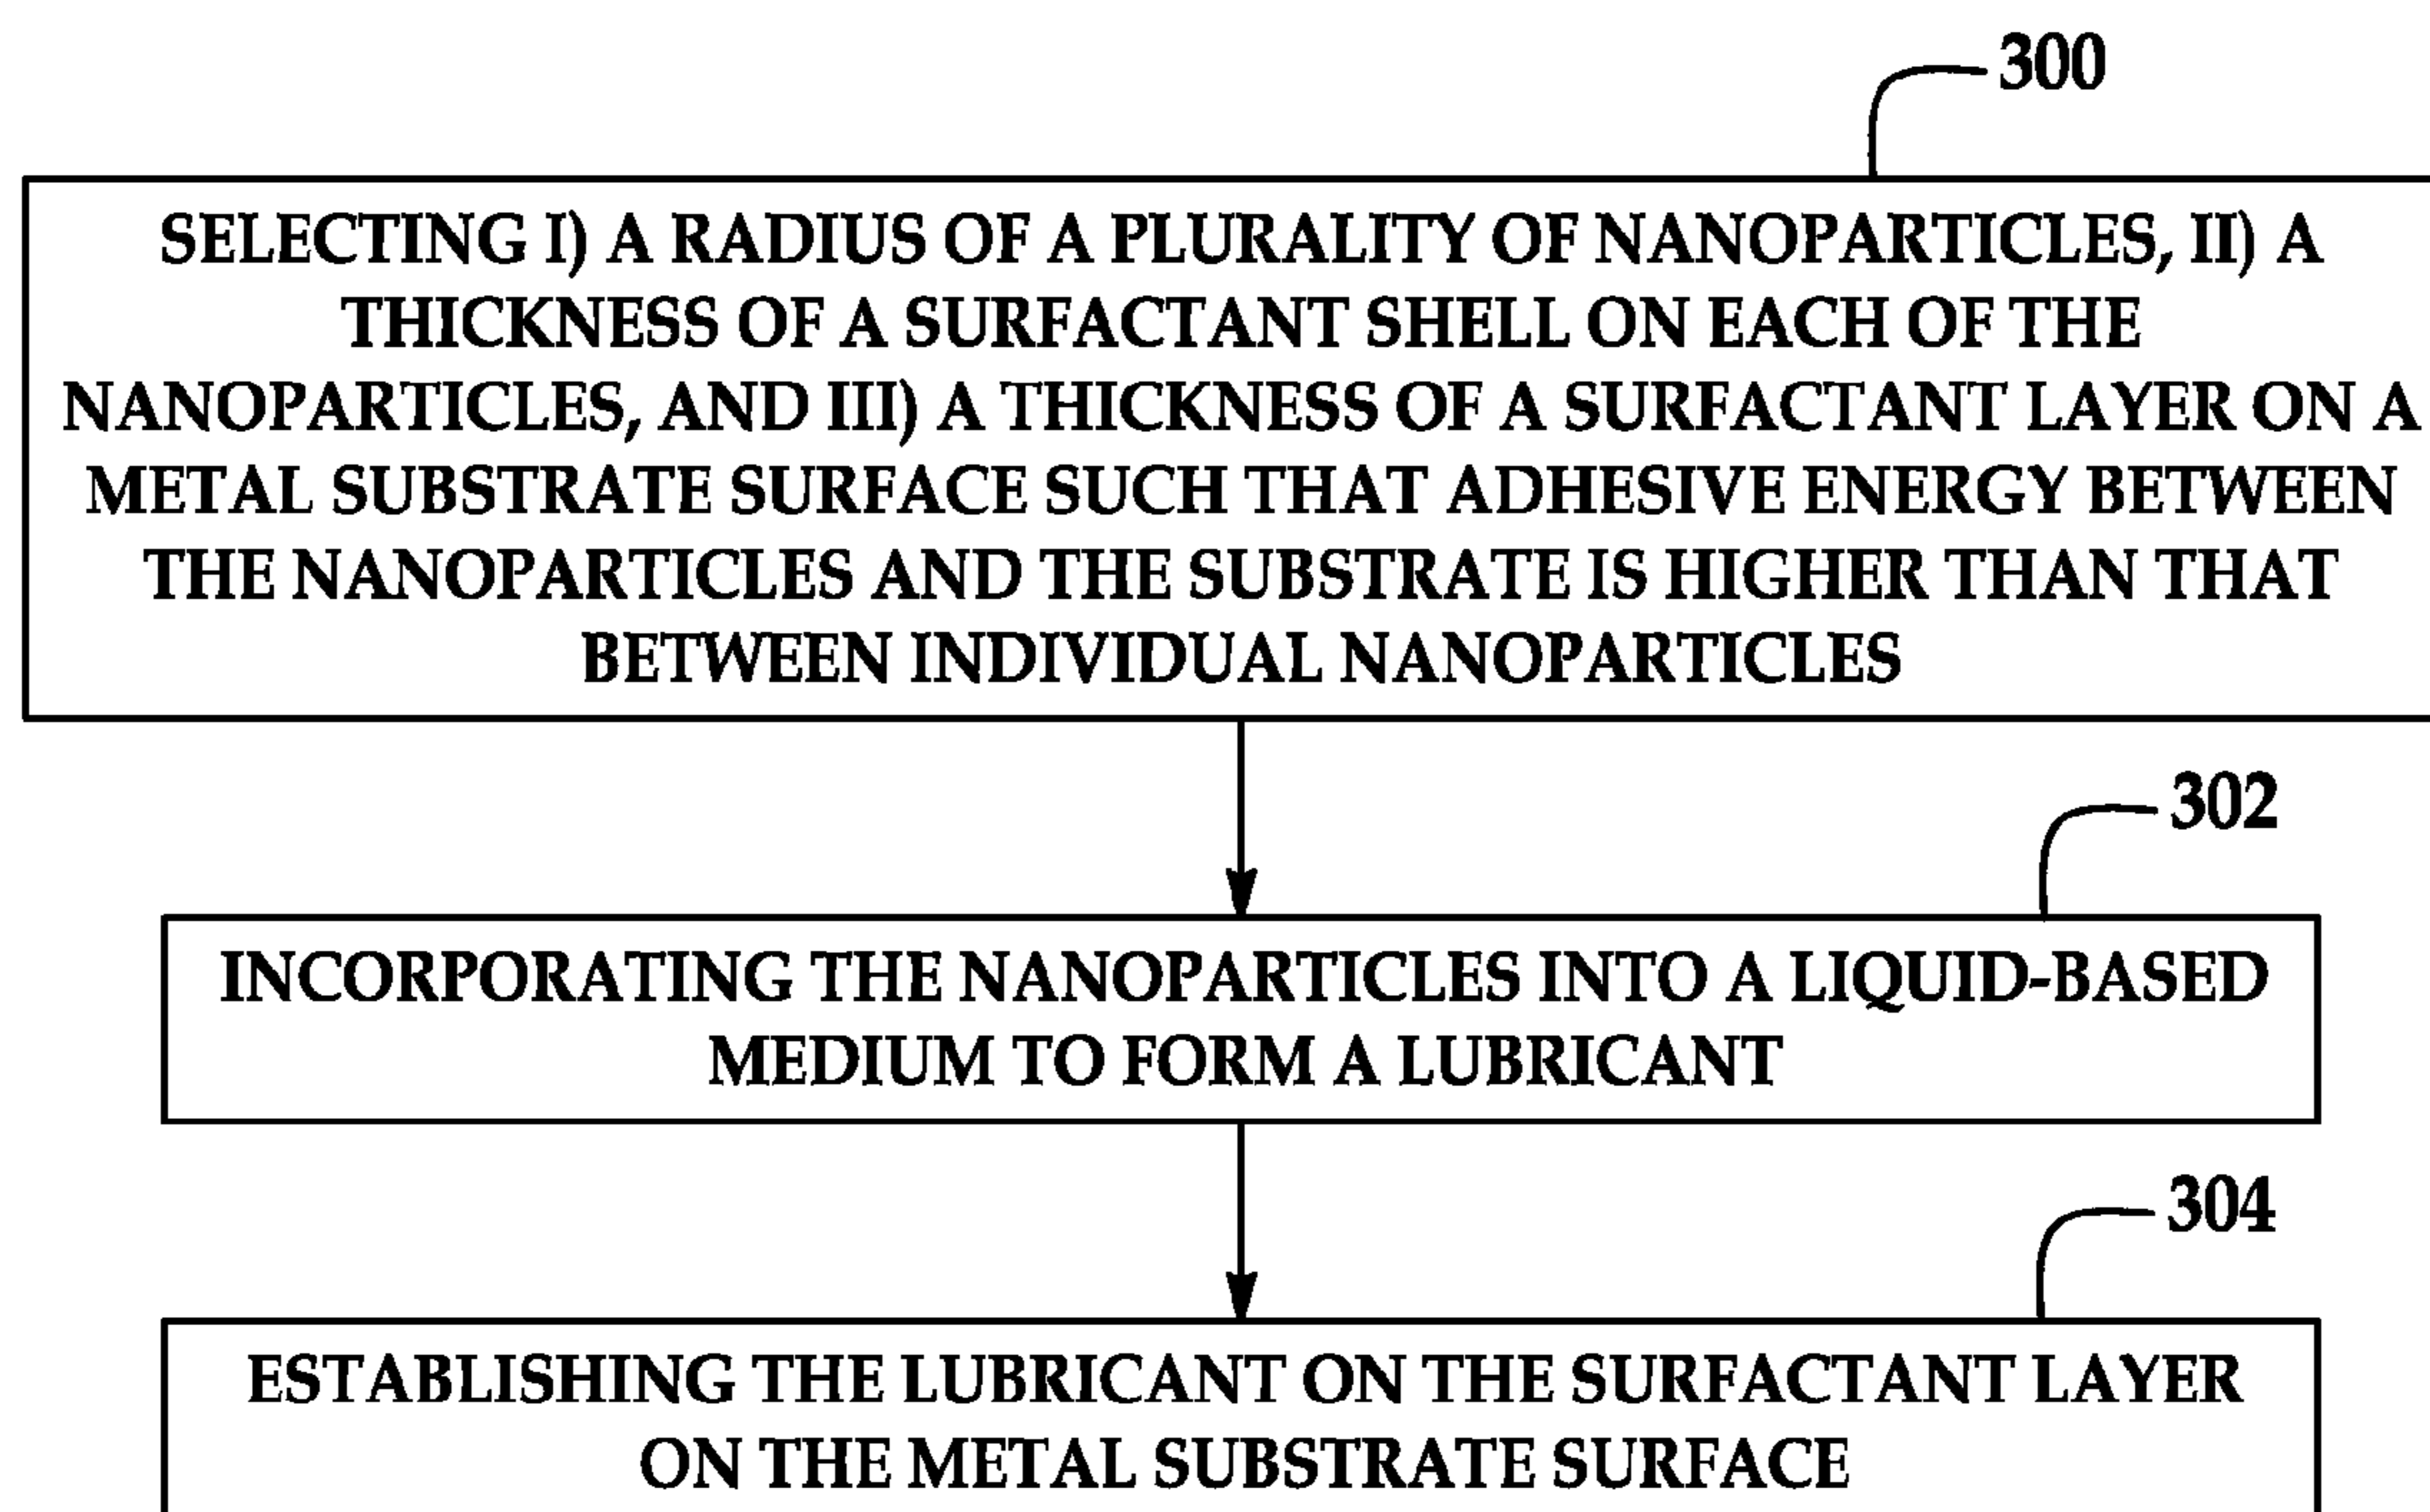 300
SELECTING I) A RADIUS OF A PLURALITY OF NANOPARTICLES, II) A
THICKNESS OF A SURFACTANT SHELL ON EACH OF THE
NANOPARTICLES, AND III) A THICKNESS OF A SURFACTANT LAYER ON A
METAL SUBSTRATE SURFACE SUCH THAT ADHESIVE ENERGY BETWEEN
THE NANOPARTICLES AND THE SUBSTRATE IS HIGHER THAN THAT
BETWEEN INDIVIDUAL NANOPARTICLES
302
INCORPORATING THE NANOPARTICLES INTO A LIQUID-BASED
MEDIUM TO FORM A LUBRICANT
304
ESTABLISHING THE LUBRICANT ON THE SURFACTANT LAYER
ON THE METAL SUBSTRATE SURFACE